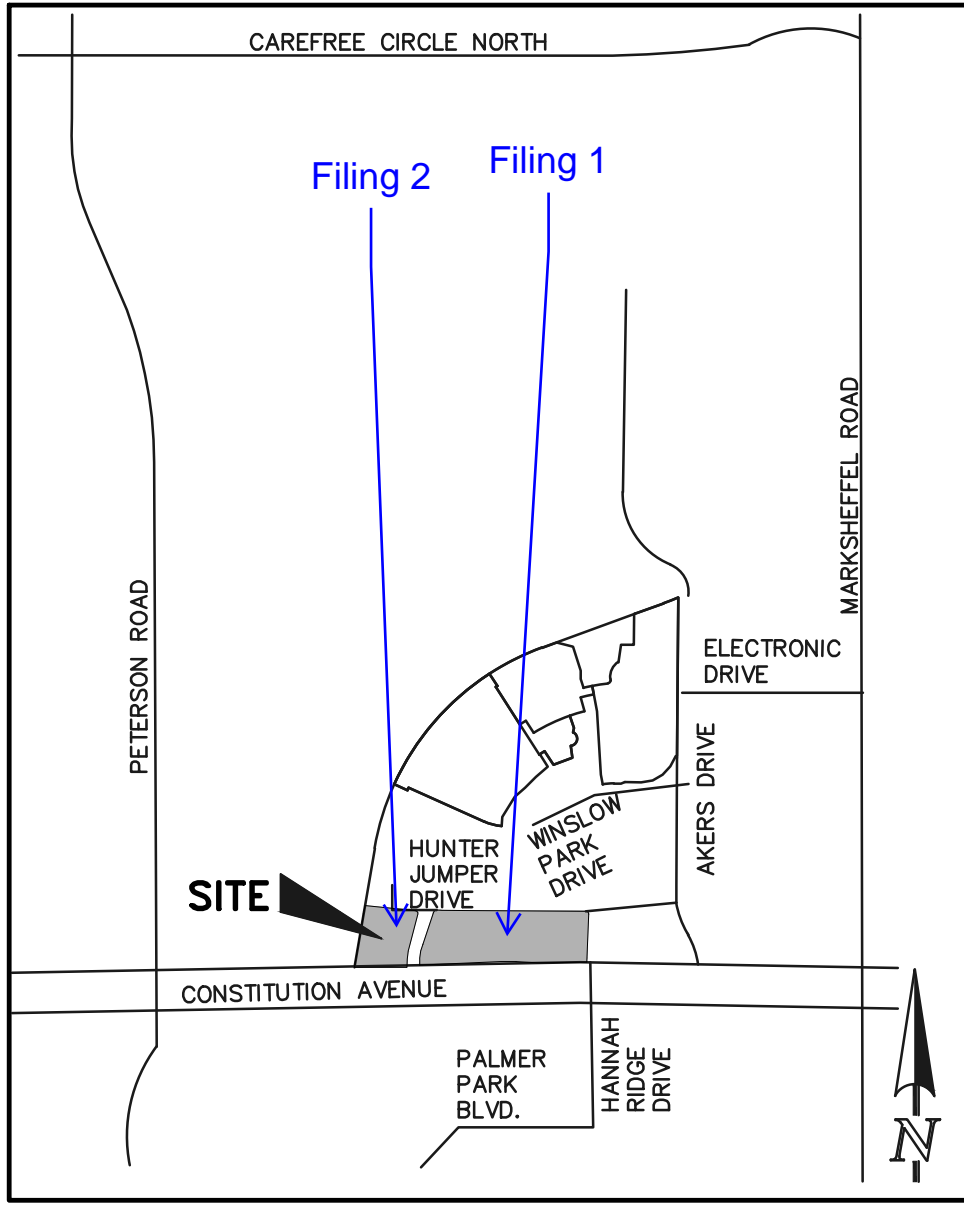 CAREFREE CIRCLE NORTH
Filing 2
Filing 1
PETERSON ROAD
MARKSHEFFEL ROAD
ELECTRONIC
DRIVE
AKERS DRIVE
WINSLOW
PARK
DRIVE
HUNTER
JUMPER
DRIVE
SITE
CONSTITUTION AVENUE
PALMER
PARK
BLVD.
HANNAH
RIDGE
DRIVE
N